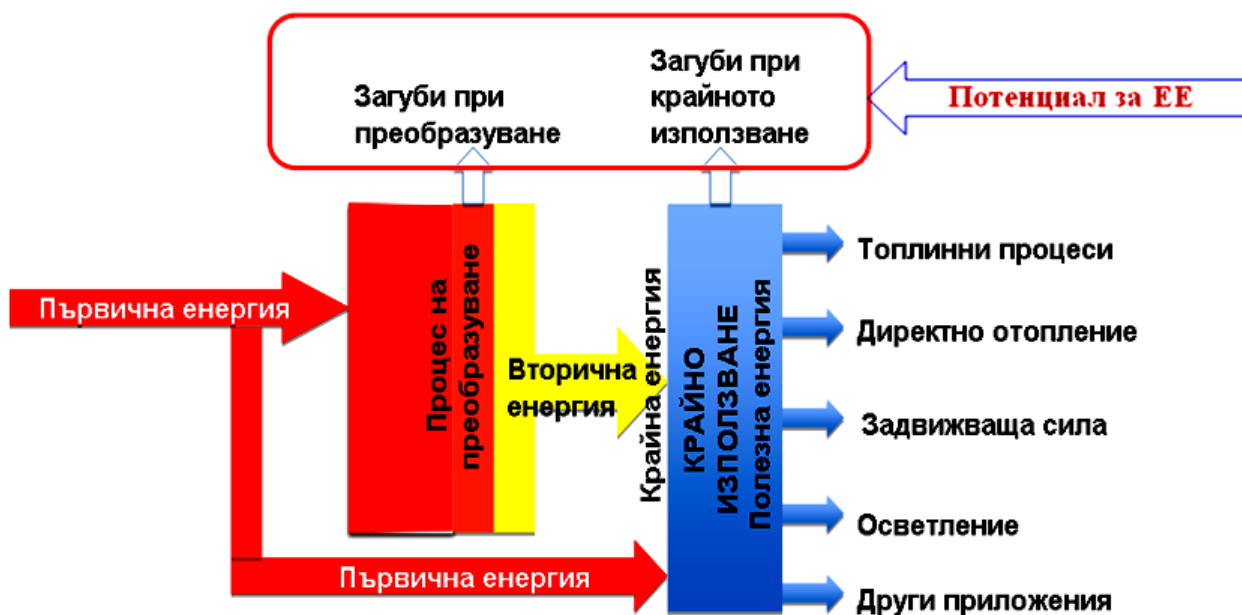 Загуби при
преобразуване
Загуби при
крайното
използване
Потенциал за ЕЕ
Първична енергия
Процес на
преобразуване
Вторична
енергия
Крайна енергия
КРАЙНО
ИЗПОЛЗВАНЕ
Полезна енергия
Топлинни процеси
Директно отопление
Задвижваща сила
Осветление
Други приложения
Първична енергия